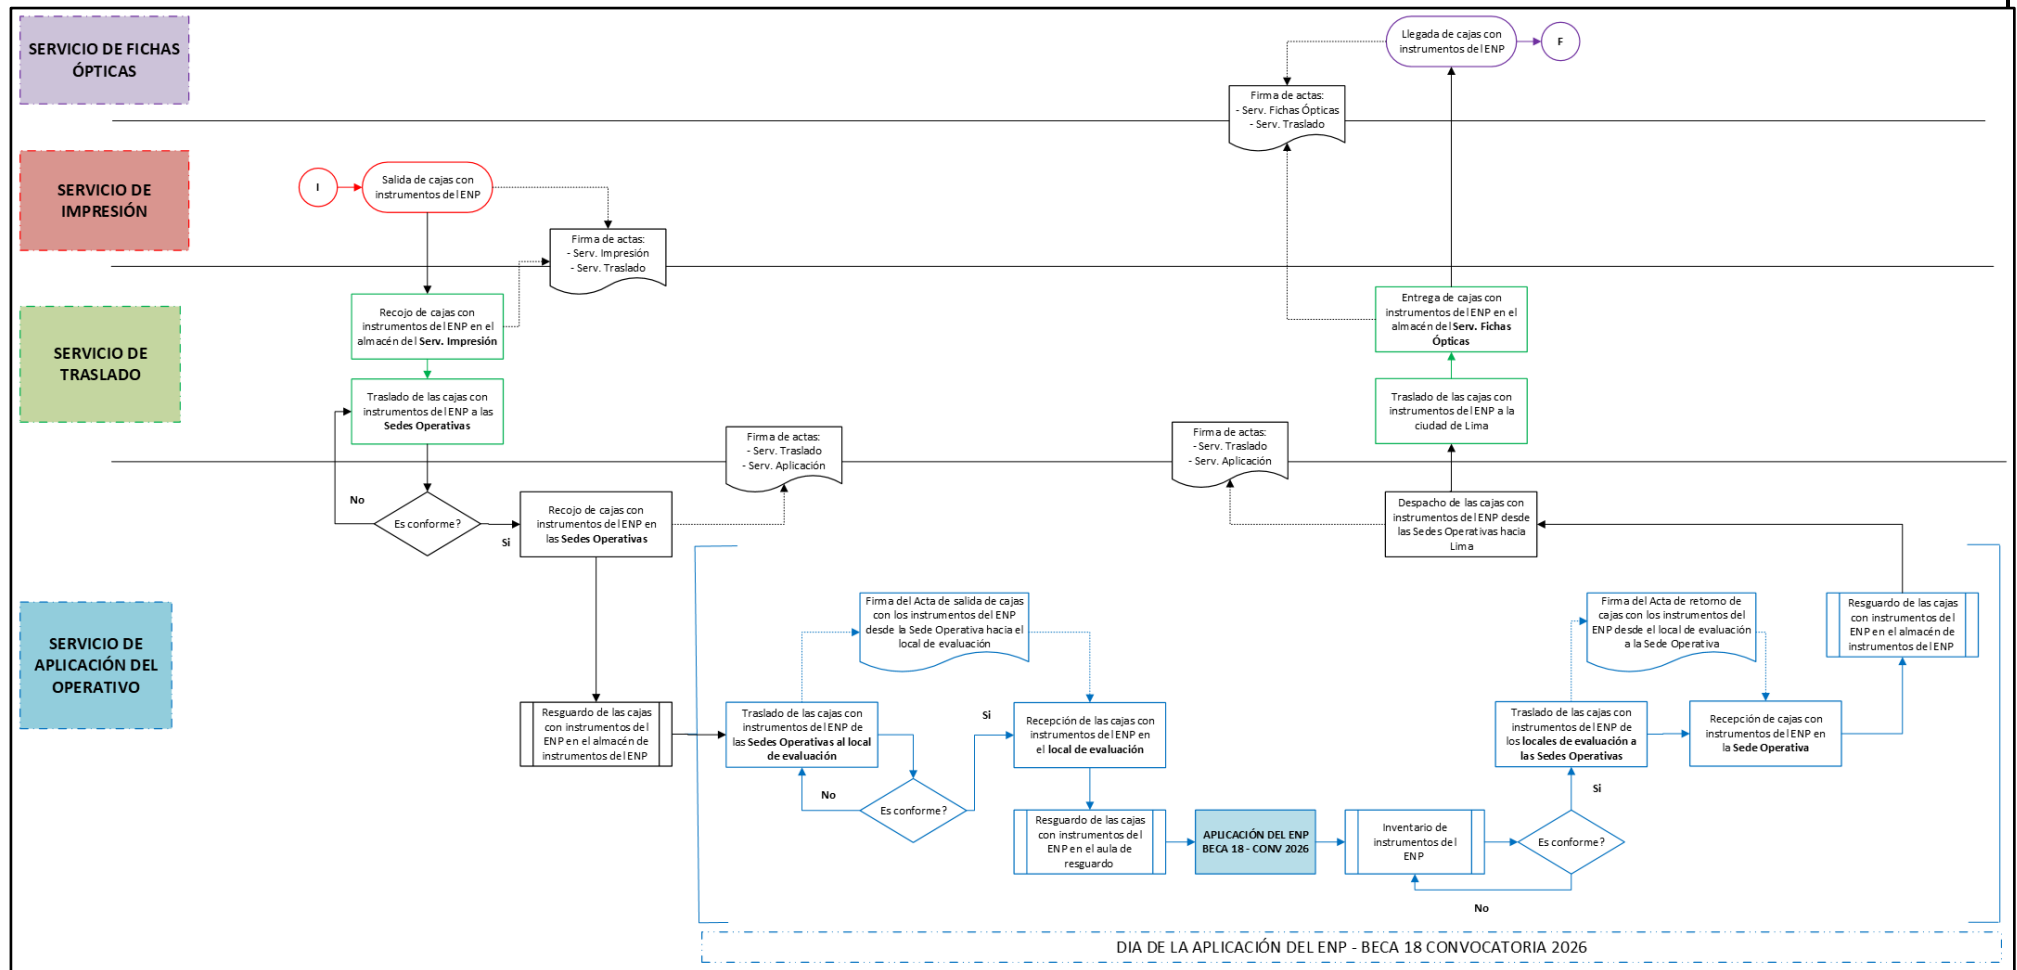 SERVICIO DE FICHAS
ÓPTICAS
Llegada de cajas con
instrumentos del ENP
F
Firma de actas:
- Serv. Fichas Ópticas
- Serv. Traslado
SERVICIO DE
IMPRESIÓN
I
Salida de cajas con
instrumentos del ENP
Firma de actas:
- Serv. Impresión
- Serv. Traslado
SERVICIO DE
TRASLADO
Recojo de cajas con
instrumentos del ENP en el
almacén del Serv. Impresión
Traslado de las cajas con
instrumentos del ENP a las
Sedes Operativas
Entrega de cajas con
instrumentos del ENP en el
almacén del Serv. Fichas
Ópticas
Traslado de las cajas con
instrumentos del ENP a la
ciudad de Lima
Firma de actas:
- Serv. Traslado
- Serv. Aplicación
Firma de actas:
- Serv. Traslado
- Serv. Aplicación
SERVICIO DE
APLICACIÓN DEL
OPERATIVO
No
Es conforme?
Si
Recojo de cajas con
instrumentos del ENP en
las Sedes Operativas
Despacho de las cajas con
instrumentos del ENP desde
las Sedes Operativas hacia
Lima
Firma del Acta de salida de cajas
con los instrumentos del ENP
desde la Sede Operativa hacia el
local de evaluación
Firma del Acta de retorno de
cajas con los instrumentos del
ENP desde el local de evaluación
a la Sede Operativa
Resguardo de las cajas
con instrumentos del
ENP en el almacén de
instrumentos del ENP
Resguardo de las cajas
con instrumentos del
ENP en el almacén de
instrumentos del ENP
Traslado de las cajas con
instrumentos del ENP de
las Sedes Operativas al local
de evaluación
Si
Recepción de las cajas con
instrumentos del ENP en
el local de evaluación
Traslado de las cajas con
instrumentos del ENP de
los locales de evaluación a
las Sedes Operativas
Recepción de cajas con
instrumentos del ENP en
la Sede Operativa
No
Es conforme?
Si
Resguardo de las cajas
con instrumentos del
ENP en el aula de
resguardo
APLICACIÓN DEL ENP
BECA 18 - CONV 2026
Inventario de
instrumentos del
ENP
Es conforme?
No
DIA DE LA APLICACIÓN DEL ENP - BECA 18 CONVOCATORIA 2026